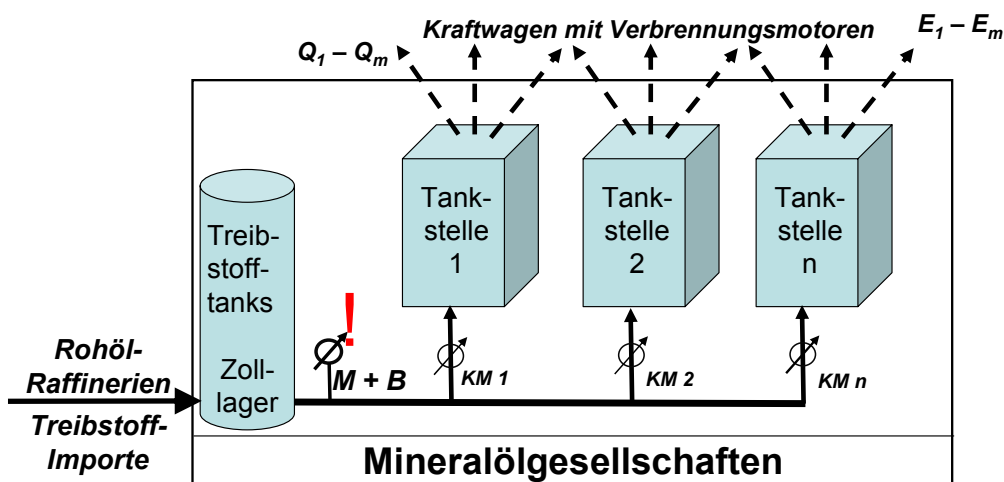 Kraftwagen mit Verbrennungsmotoren
Q1 – Qm
E1 – Em
Tank-
stelle
1
Tank-
stelle
2
Tank-
stelle
n
Treib-
stoff-
tanks
Zoll-
lager
!
M + B
KM 1
KM 2
KM n
Rohöl-
Raffinerien
Treibstoff-
Importe
Mineralölgesellschaften